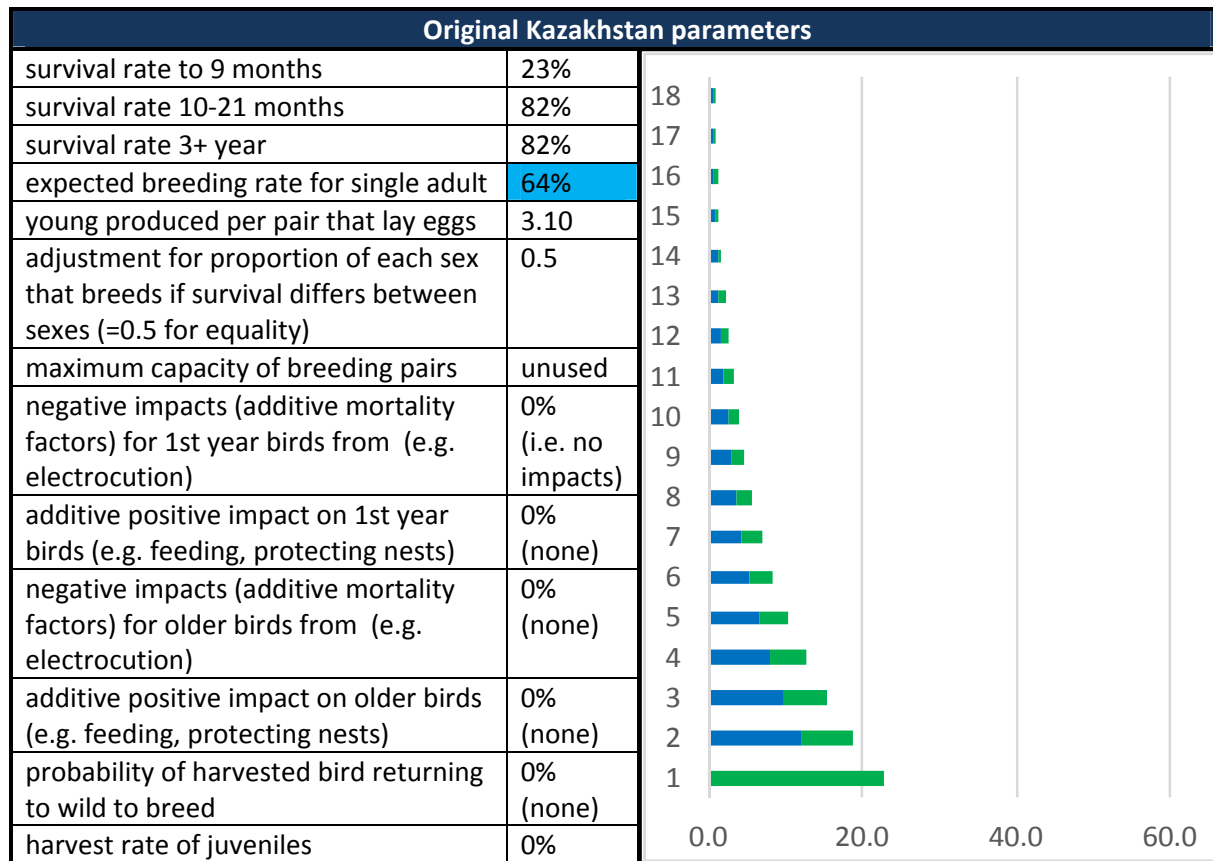 Original Kazakhstan parameters
survival rate to 9 months 23%
survival rate 10-21 months 82%
survival rate 3+ year 82%
expected breeding rate for single adult 64%
young produced per pair that lay eggs 3.10
adjustment for proportion of each sex 0.5
that breeds if survival differs between
sexes (=0.5 for equality)
maximum capacity of breeding pairs unused
negative impacts (additive mortality 0%
factors) for 1st year birds from (e.g. (i.e. no
electrocution) impacts)
additive positive impact on 1st year 0%
birds (e.g. feeding, protecting nests) (none)
negative impacts (additive mortality 0%
factors) for older birds from (e.g. (none)
electrocution)
additive positive impact on older birds 0%
(e.g. feeding, protecting nests) (none)
probability of harvested bird returning 0%
to wild to breed (none)
harvest rate of juveniles 0%
18
17
16
15
14
13
12
11
10
9
8
7
6
5
4
3
2
1
0.0 20.0 40.0 60.0